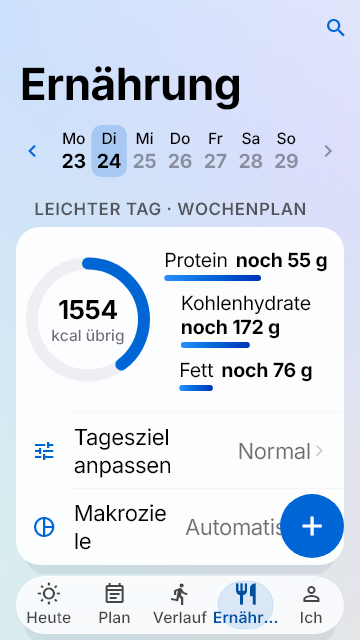 Ernährung
Mo Di Mi Do Fr Sa So
23 24 25 26 27 28 29
LEICHTER TAG · WOCHENPLAN
Protein noch 55 g
Kohlenhydrate
noch 172 g
Fett noch 76 g
1554
kcal übrig
Tagesziel
anpassen
Normal
Makrozie
le
Automatis
Heute Plan Verlauf Ernähr… Ich